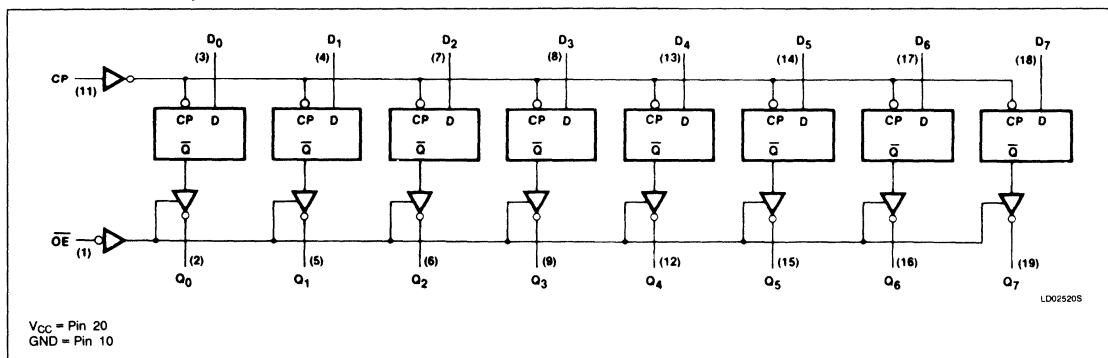 D₀ D₁ D₂ D₃ D₄ D₅ D₆ D₇
(3) (4) (7) (8) (13) (14) (17) (18)
CP
(11)
CP D CP D CP D CP D CP D CP D CP D CP D
Q̅ Q̅ Q̅ Q̅ Q̅ Q̅ Q̅ Q̅
O̅E̅
(1)
(2) (5) (6) (9) (12) (15) (16) (19)
Q₀ Q₁ Q₂ Q₃ Q₄ Q₅ Q₆ Q₇
LD02520S
V_CC = Pin 20
GND = Pin 10